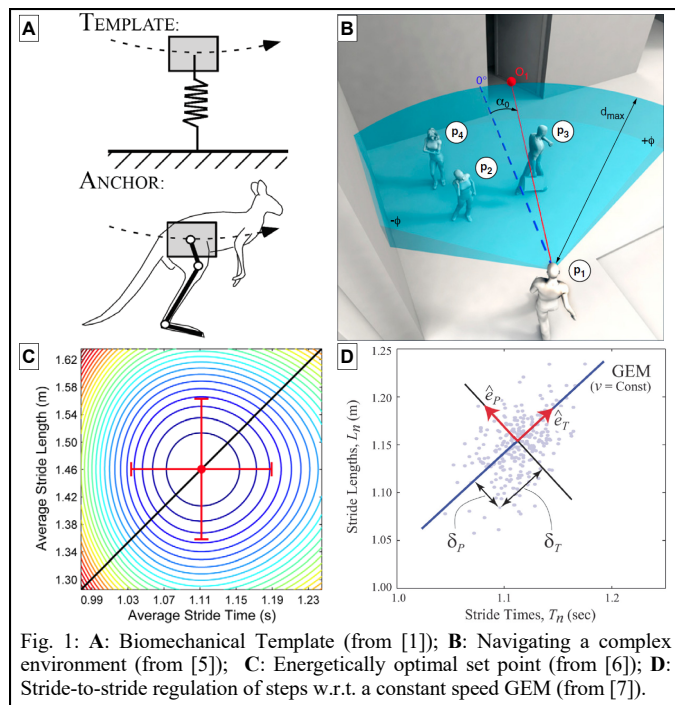 A
TEMPLATE:
ANCHOR:
B
0°
O₁
α₀
dmax
+ϕ
-ϕ
p₄
p₃
p₂
p₁
C
Average Stride Length (m)
1.62
1.58
1.54
1.50
1.46
1.42
1.38
1.34
1.30
0.99 1.03 1.07 1.11 1.15 1.19 1.23
Average Stride Time (s)
D
Stride Lengths, Lₙ (m)
1.25
1.20
1.15
1.10
1.05
1.00
GEM
(v = Const)
êP
êT
δP
δT
1.0 1.1 1.2
Stride Times, Tₙ (sec)
Fig. 1: A: Biomechanical Template (from [1]); B: Navigating a complex
environment (from [5]); C: Energetically optimal set point (from [6]); D:
Stride-to-stride regulation of steps w.r.t. a constant speed GEM (from [7]).